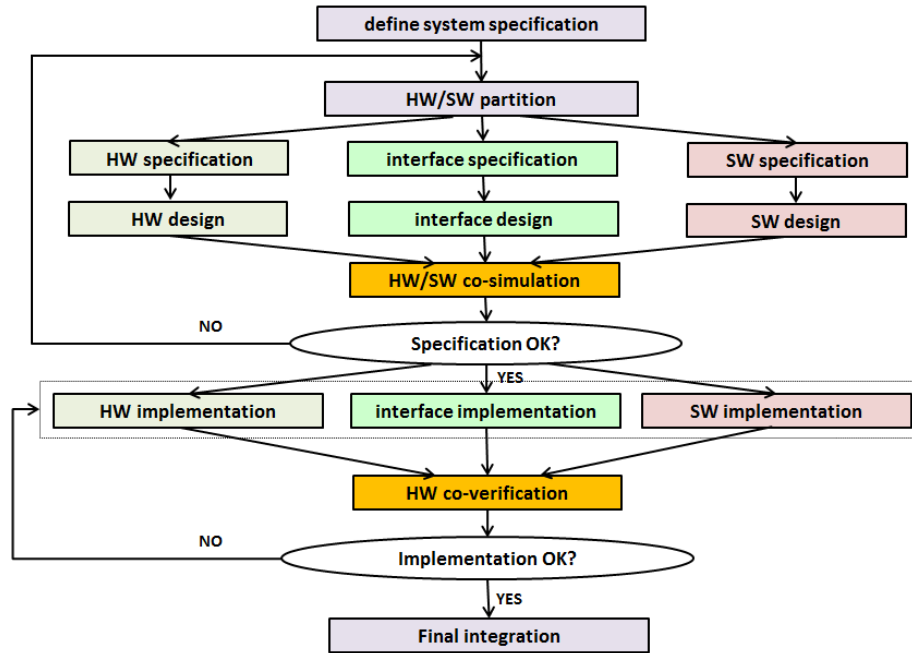 define system specification
HW/SW partition
HW specification
interface specification
SW specification
HW design
interface design
SW design
HW/SW co-simulation
NO
Specification OK?
YES
HW implementation
interface implementation
SW implementation
HW co-verification
NO
Implementation OK?
YES
Final integration